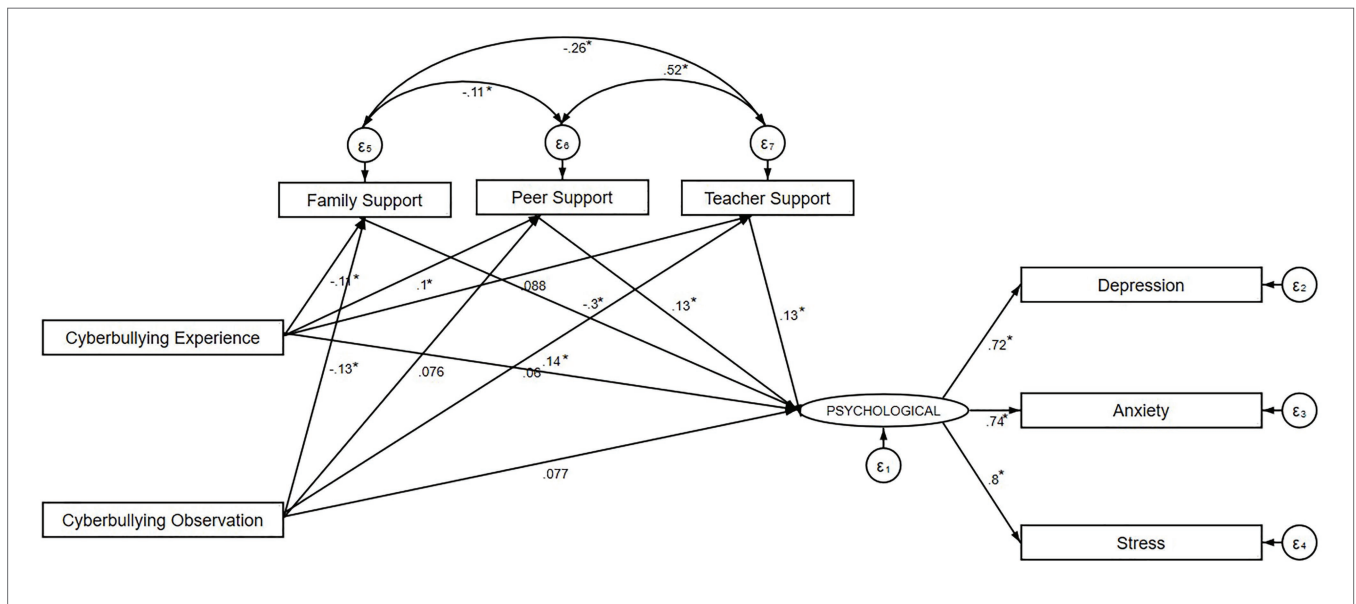 -.26*
-.11*
.52*
ε5
ε6
ε7
Family Support
Peer Support
Teacher Support
-.11*
.1*
.088
-.3*
.13*
.13*
Depression
ε2
Cyberbullying Experience
-.13*
.076
.14*
.06
.72*
PSYCHOLOGICAL
.74*
Anxiety
ε3
ε1
.077
.8*
Cyberbullying Observation
Stress
ε4